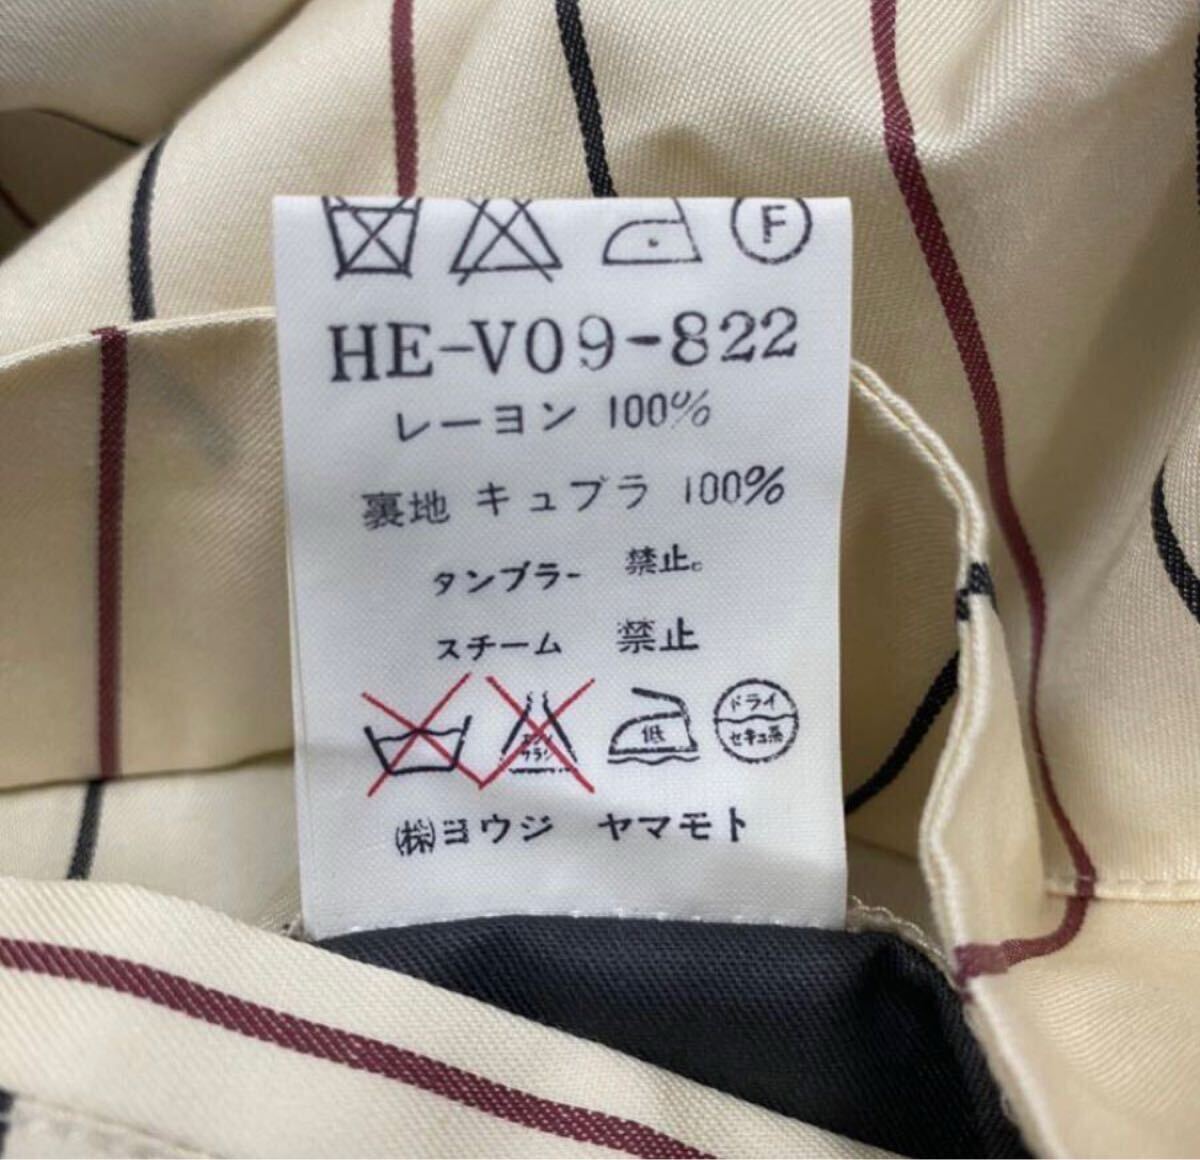 F
HE-V09-822
レーヨン 100%
裏地 キュプラ 100%
タンブラー 禁止。
スチーム 禁止
低 ドライ
セキユ系
㈱ヨウジ ヤマモト